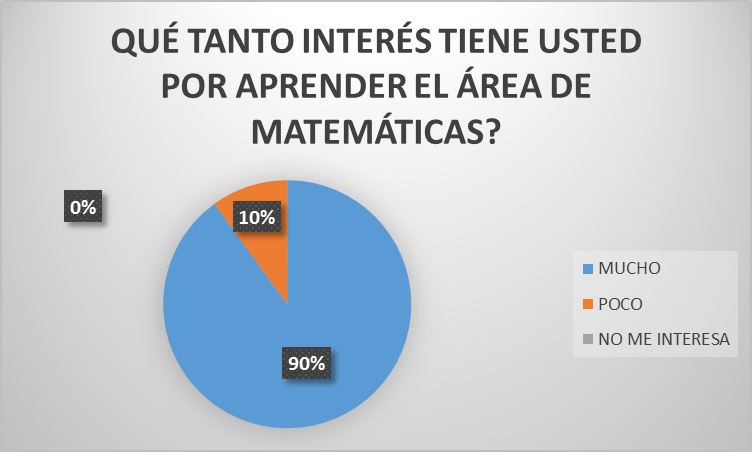 QUÉ TANTO INTERÉS TIENE USTED
POR APRENDER EL ÁREA DE
MATEMÁTICAS?
0%
10%
90%
MUCHO
POCO
NO ME INTERESA